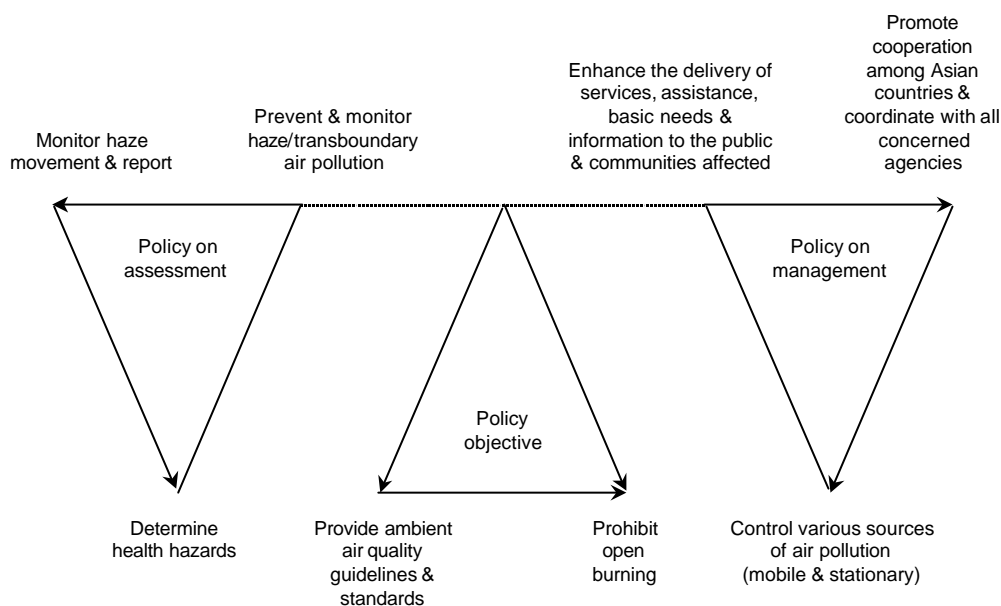 Monitor haze
movement & report
Prevent & monitor
haze/transboundary
air pollution
Enhance the delivery of
services, assistance,
basic needs &
information to the public
& communities affected
Promote
cooperation
among Asian
countries &
coordinate with all
concerned
agencies
Policy on
assessment
Policy
objective
Policy on
management
Determine
health hazards
Provide ambient
air quality
guidelines &
standards
Prohibit
open
burning
Control various sources
of air pollution
(mobile & stationary)